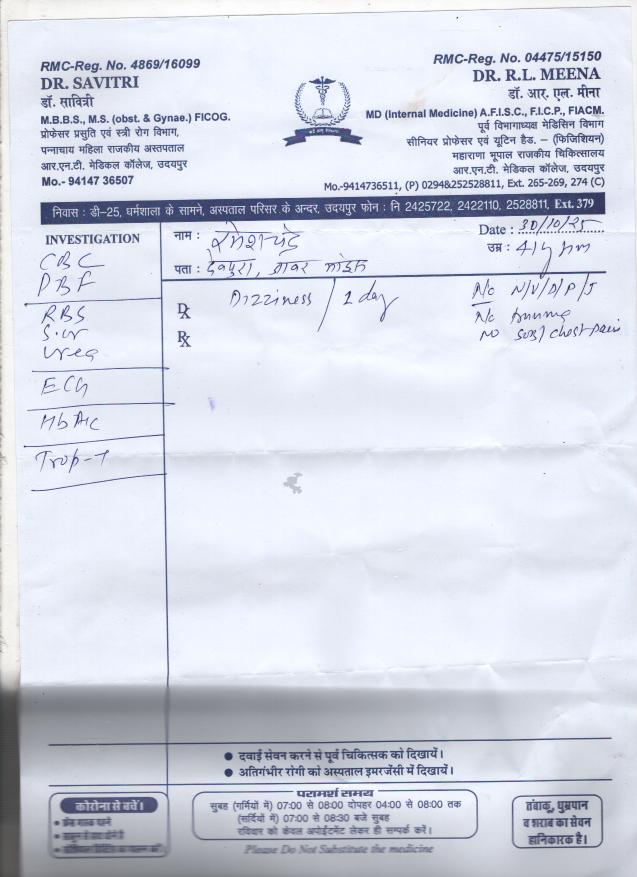 RMC-Reg. No. 4869/16099
DR. SAVITRI
डॉ. सावित्री
M.B.B.S., M.S. (obst. & Gynae.) FICOG.
प्रोफेसर प्रसुति एवं स्त्री रोग विभाग,
पन्नाधाय महिला राजकीय अस्तपताल
आर.एन.टी. मेडिकल कॉलेज, उदयपुर
Mo.- 94147 36507
RMC-Reg. No. 04475/15150
DR. R.L. MEENA
डॉ. आर. एल. मीना
MD (Internal Medicine) A.F.I.S.C., F.I.C.P., FIACM.
पूर्व विभागाध्यक्ष मेडिसिन विभाग
सीनियर प्रोफेसर एवं यूटिन हैड. – (फिजिशियन)
महाराणा भूपाल राजकीय चिकित्सालय
आर.एन.टी. मेडिकल कॉलेज, उदयपुर
Mo.-9414736511, (P) 0294&252528811, Ext. 265-269, 274 (C)
निवास : डी-25, धर्मशाला के सामने, अस्पताल परिसर के अन्दर, उदयपुर फोन : नि 2425722, 2422110, 2528811, Ext. 379
नाम :
Date : 30/10/25
उम्र : 41y
पता : देवपुरा, जावर माइंस
INVESTIGATION
CBC
PBF
RBS
S.
Urea
ECG
HbA1C
Trop-T
Dizziness / 1 day
N/V/D/P/J
No SOB/chest pain
Rx
दवाई सेवन करने से पूर्व चिकित्सक को दिखायें।
अतिगंभीर रोगी को अस्पताल इमरजेंसी में दिखायें।
कोरोना से बचें।
परामर्श समय
सुबह (गर्मियों में) 07:00 से 08:00 दोपहर 04:00 से 08:00 तक
(सर्दियों में) 07:00 से 08:30 बजे सुबह
रविवार को केवल अपोईंटमेंट लेकर ही सम्पर्क करें।
Please Do Not Substitute the medicine
तंबाकू, धुम्रपान
व शराब का सेवन
हानिकारक है।